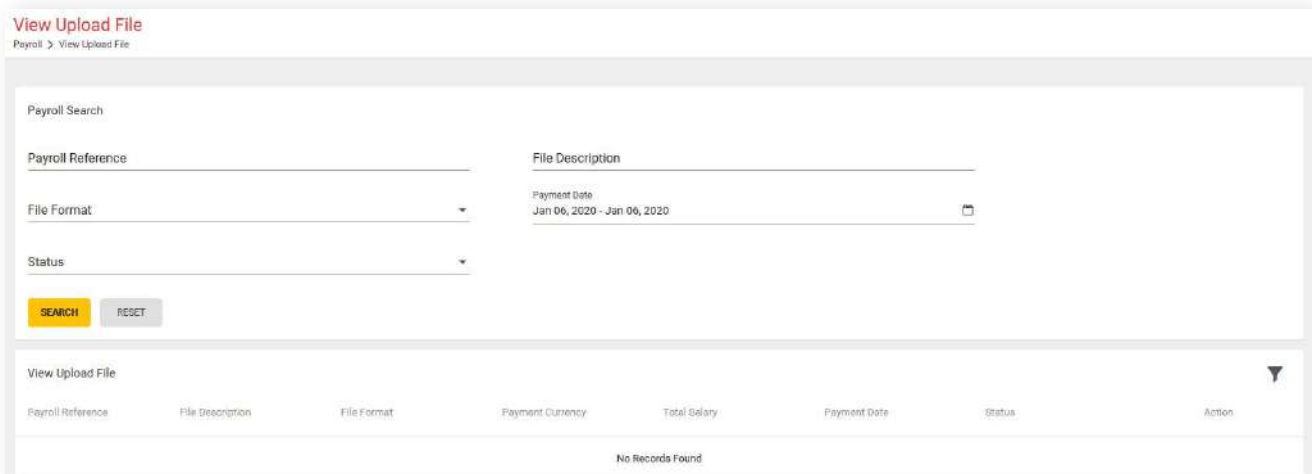 View Upload File
Payroll > View Upload File
Payroll Search
Payroll Reference
File Description
File Format
Payment Date
Jan 06, 2020 - Jan 06, 2020
Status
SEARCH RESET
View Upload File
Payroll Reference File Description File Format Payment Currency Total Salary Payment Date Status Action
No Records Found